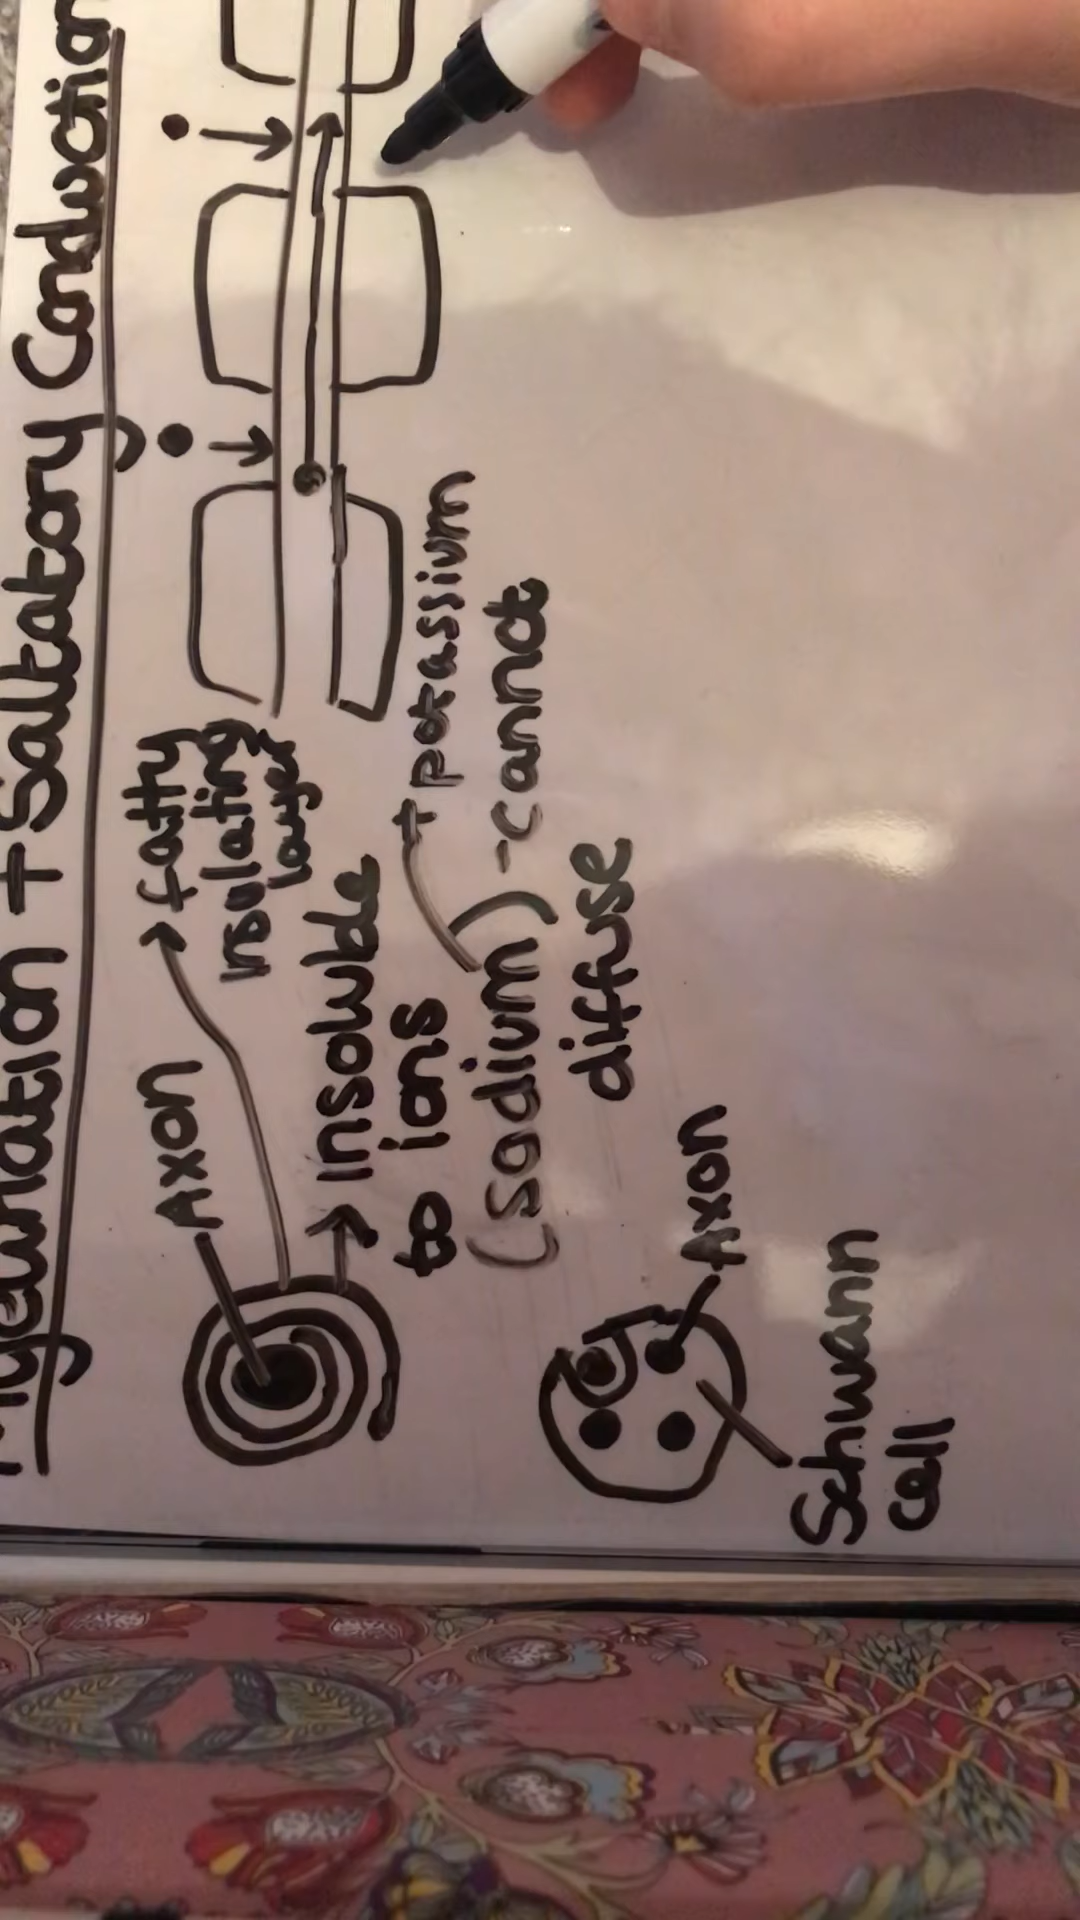 Myelination + Saltatory Conduction
Axon
fatty
insulating
layer
insoluble
to ions
(sodium) - cannot
+ potassium
diffuse
Axon
Schwann
cell